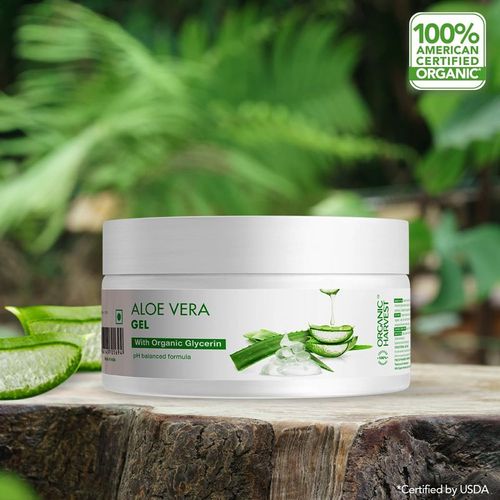 100%
AMERICAN
CERTIFIED
ORGANIC*
ALOE VERA
GEL
With Organic Glycerin
pH balanced formula
ORGANIC
HARVEST
*Certified by USDA